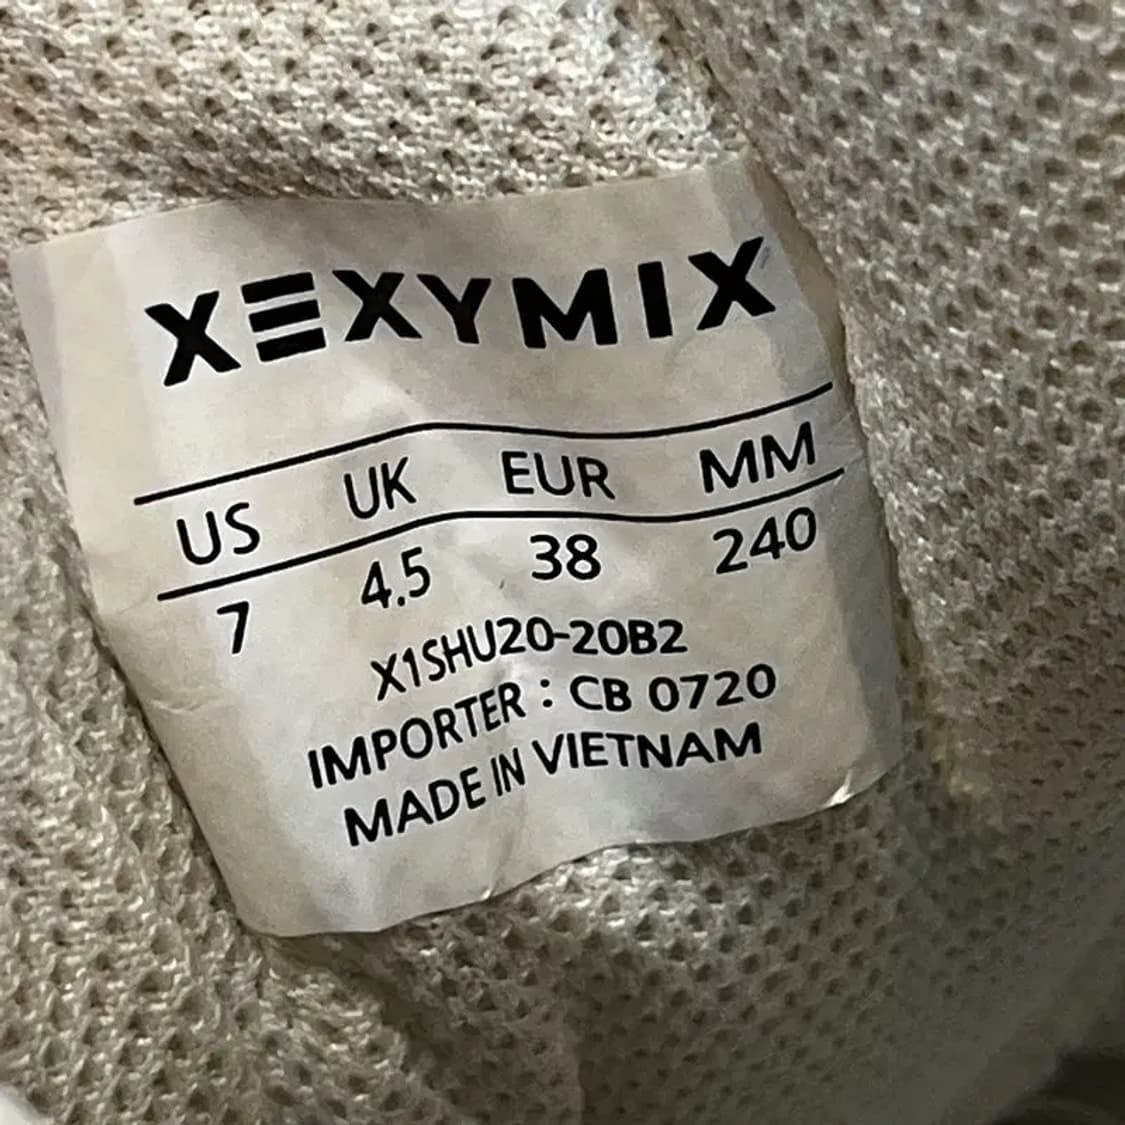 XEXYMIX
US UK EUR MM
7 4.5 38 240
X1SHU20-20B2
IMPORTER : CB 0720
MADE IN VIETNAM